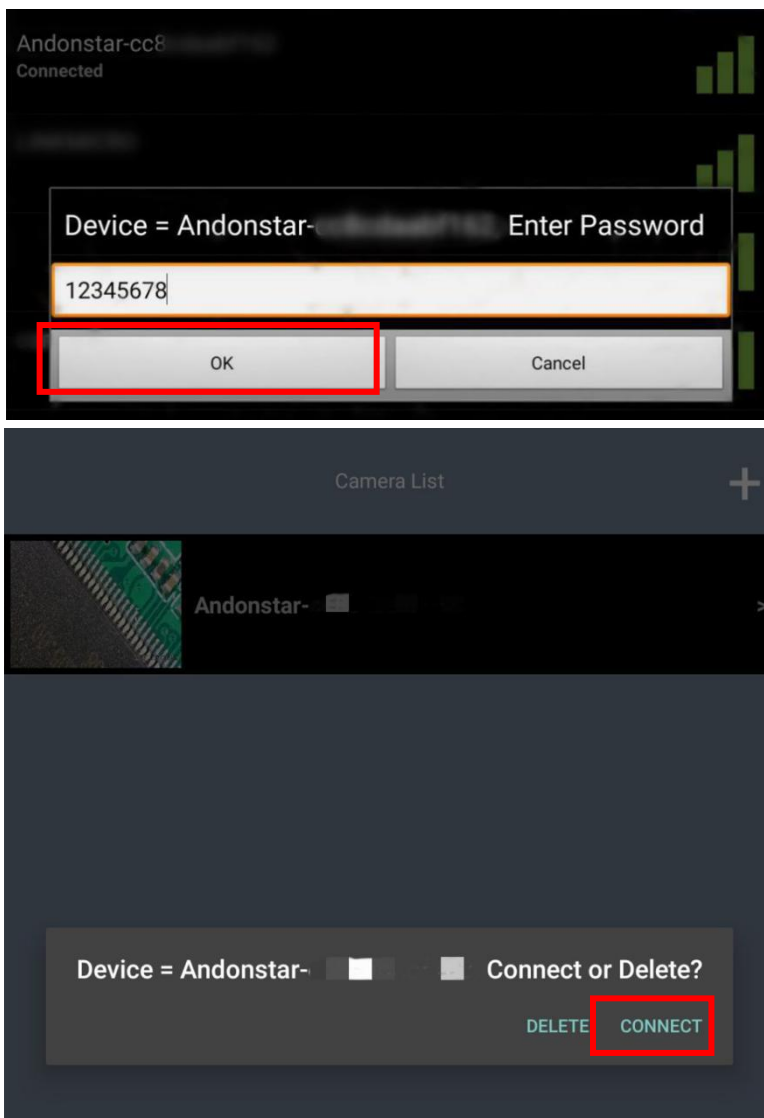 Andonstar-cc8
Connected
Device = Andonstar- Enter Password
12345678
OK
Cancel
Camera List
+
Andonstar-
>
Device = Andonstar- Connect or Delete?
DELETE
CONNECT